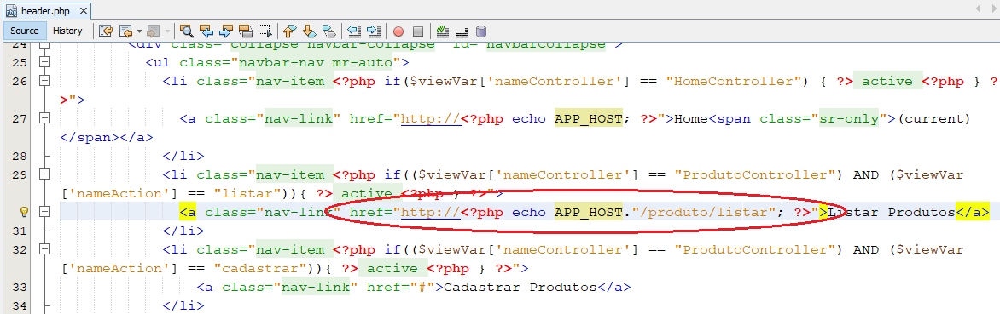 header.php
Source History
24 <div class="collapse navbar-collapse" id="navbarCollapse">
25 <ul class="navbar-nav mr-auto">
26 <li class="nav-item <?php if($viewVar['nameController'] == "HomeController") { ?> active <?php } ?
>">
27 <a class="nav-link" href="http://<?php echo APP_HOST; ?>">Home<span class="sr-only">(current)
</span></a>
28 </li>
29 <li class="nav-item <?php if(($viewVar['nameController'] == "ProdutoController") AND ($viewVar
['nameAction'] == "listar")){ ?> active <?php } ?>">
<a class="nav-link" href="http://<?php echo APP_HOST."/produto/listar"; ?>">Listar Produtos</a>
31 </li>
32 <li class="nav-item <?php if(($viewVar['nameController'] == "ProdutoController") AND ($viewVar
['nameAction'] == "cadastrar")){ ?> active <?php } ?>">
33 <a class="nav-link" href="#">Cadastrar Produtos</a>
34 </li>